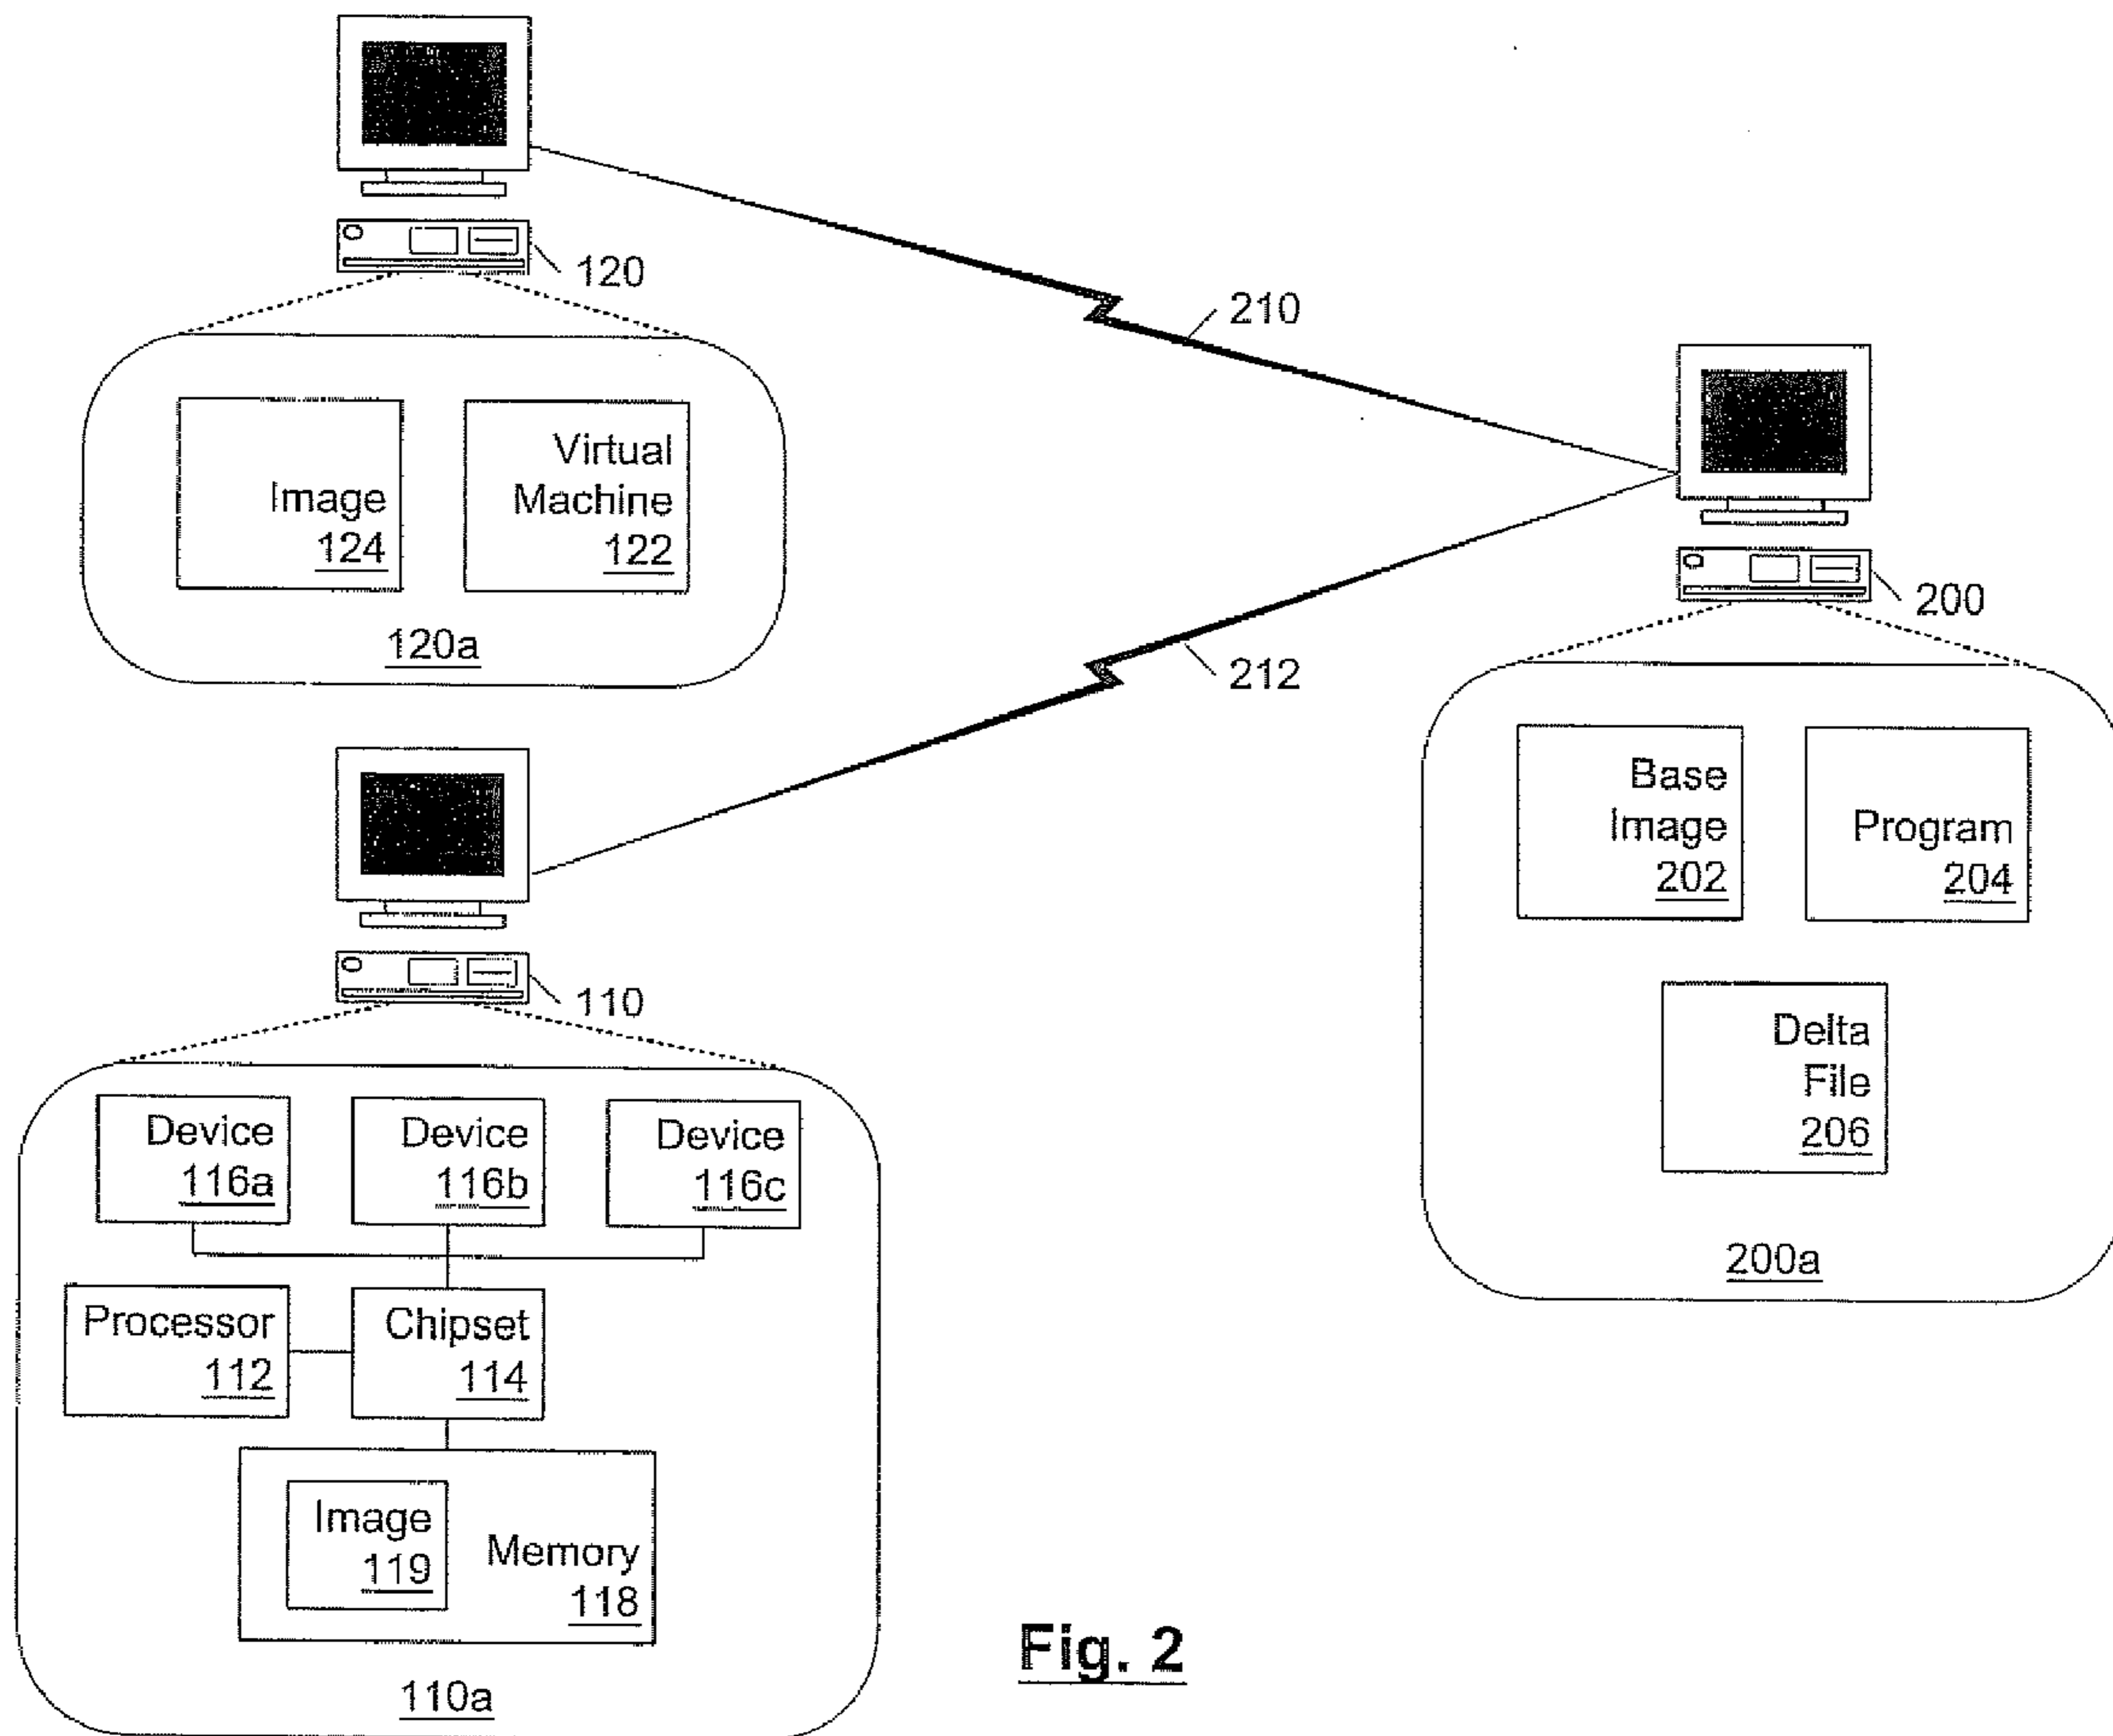 120
210
Image
124
Virtual
Machine
122
120a
200
212
Base
Image
202
Program
204
Delta
File
206
200a
110
Device
116a
Device
116b
Device
116c
Processor
112
Chipset
114
Image
119
Memory
118
110a
Fig. 2